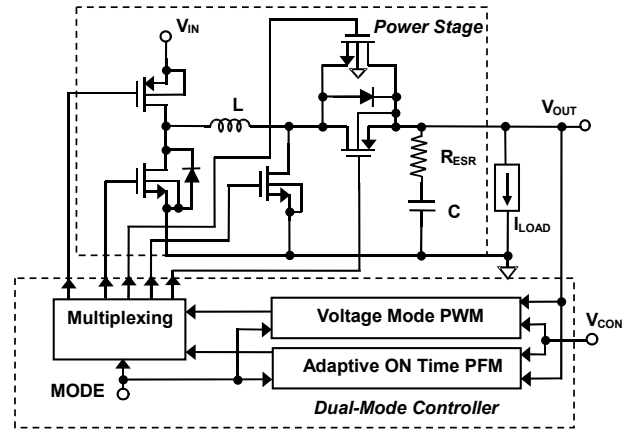 Power Stage
VIN
L
VOUT
RESR
C
ILOAD
Multiplexing
Voltage Mode PWM
VCON
Adaptive ON Time PFM
MODE
Dual-Mode Controller